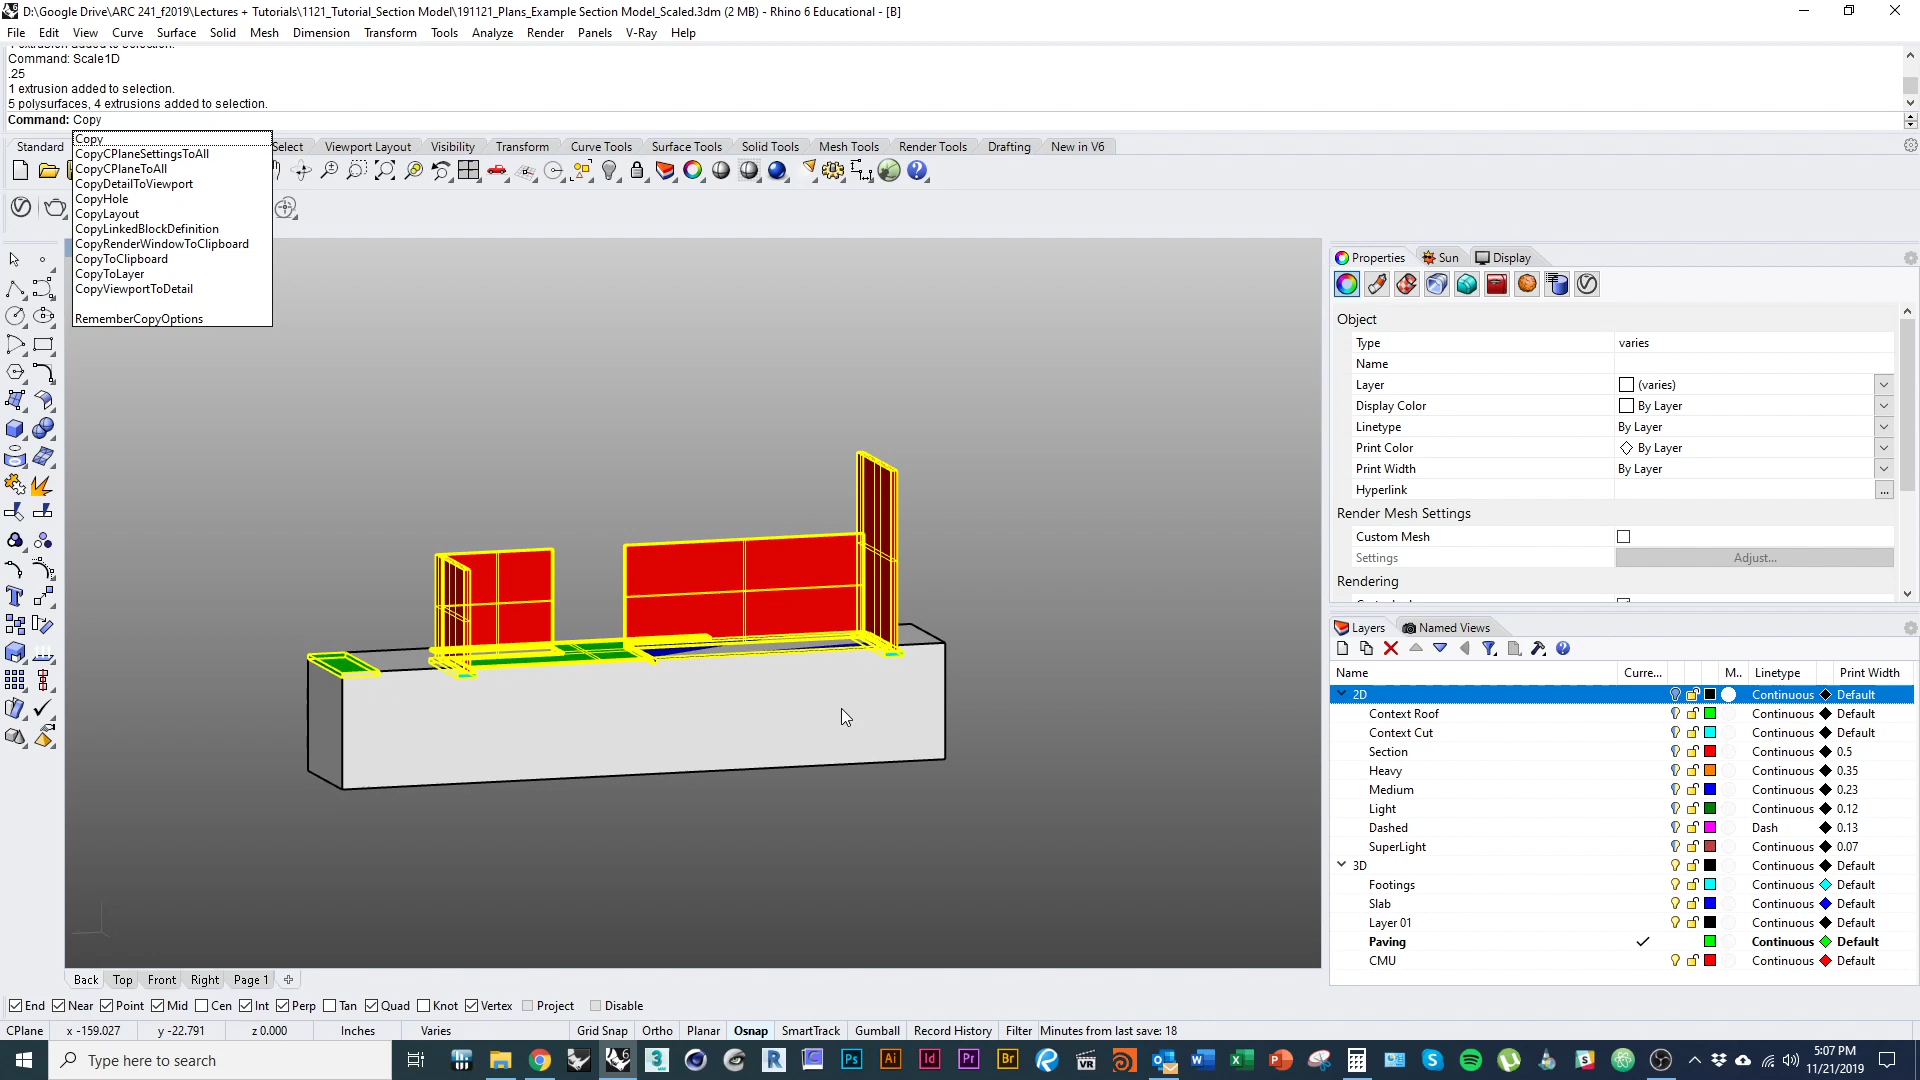 D:\Google Drive\ARC 241_f2019\Lectures + Tutorials\1121_Tutorial_Section Model\191121_Plans_Example Section Model_Scaled.3dm (2 MB) - Rhino 6 Educational - [B]
File Edit View Curve Surface Solid Mesh Dimension Transform Tools Analyze Render Panels V-Ray Help
Command: Scale1D
.25
1 extrusion added to selection.
5 polysurfaces, 4 extrusions added to selection.
Command: Copy
Copy
CopyCPlaneSettingsToAll
CopyCPlaneToAll
CopyDetailToViewport
CopyHole
CopyLayout
CopyLinkedBlockDefinition
CopyRenderWindowToClipboard
CopyToClipboard
CopyToLayer
CopyViewportToDetail
RememberCopyOptions
Standard Select Viewport Layout Visibility Transform Curve Tools Surface Tools Solid Tools Mesh Tools Render Tools Drafting New in V6
Properties Sun Display
Object
Type varies
Name
Layer (varies)
Display Color By Layer
Linetype By Layer
Print Color By Layer
Print Width By Layer
Hyperlink ...
Render Mesh Settings
Custom Mesh
Settings Adjust...
Rendering
Layers Named Views
Name Curre... M.. Linetype Print Width
2D Continuous Default
Context Roof Continuous Default
Context Cut Continuous Default
Section Continuous 0.5
Heavy Continuous 0.35
Medium Continuous 0.23
Light Continuous 0.12
Dashed Dash 0.13
SuperLight Continuous 0.07
3D Continuous Default
Footings Continuous Default
Slab Continuous Default
Layer 01 Continuous Default
Paving Continuous Default
CMU Continuous Default
Back Top Front Right Page 1
End Near Point Mid Cen Int Perp Tan Quad Knot Vertex Project Disable
CPlane x -159.027 y -22.791 z 0.000 Inches Varies Grid Snap Ortho Planar Osnap SmartTrack Gumball Record History Filter Minutes from last save: 18
Type here to search
5:07 PM
11/21/2019